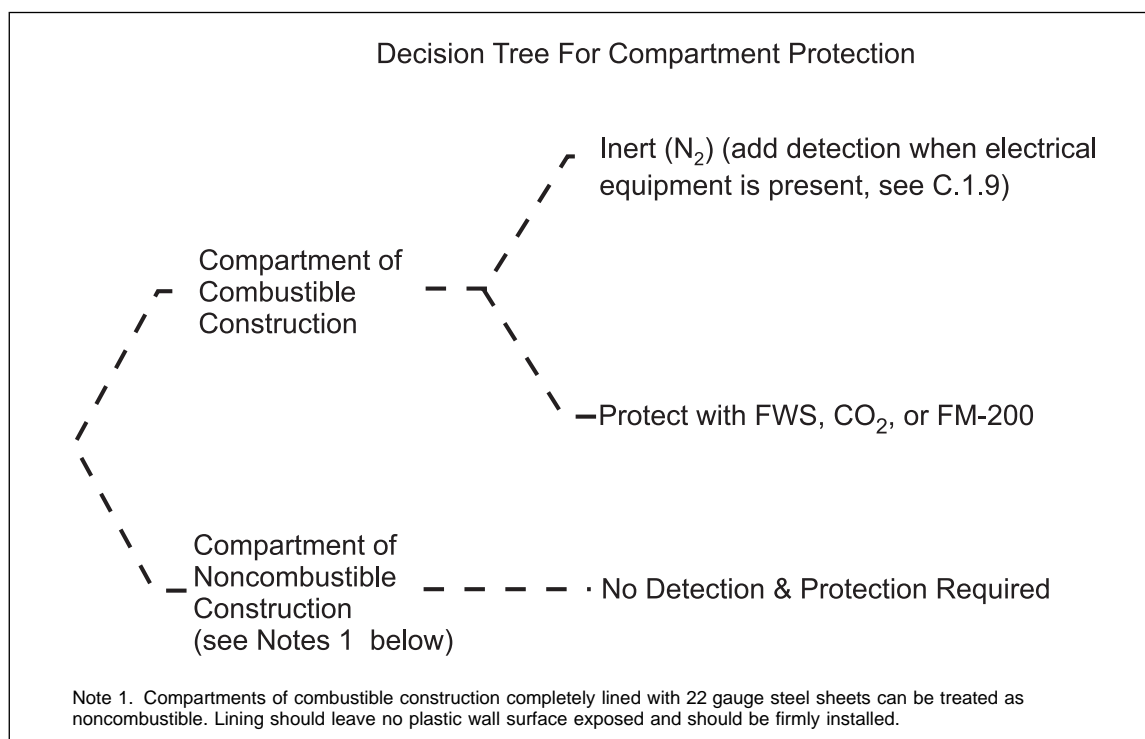 Decision Tree For Compartment Protection
Inert (N₂) (add detection when electrical
equipment is present, see C.1.9)
Compartment of
Combustible
Construction
Protect with FWS, CO₂, or FM-200
Compartment of
Noncombustible
Construction
(see Notes 1 below)
No Detection & Protection Required
Note 1. Compartments of combustible construction completely lined with 22 gauge steel sheets can be treated as
noncombustible. Lining should leave no plastic wall surface exposed and should be firmly installed.